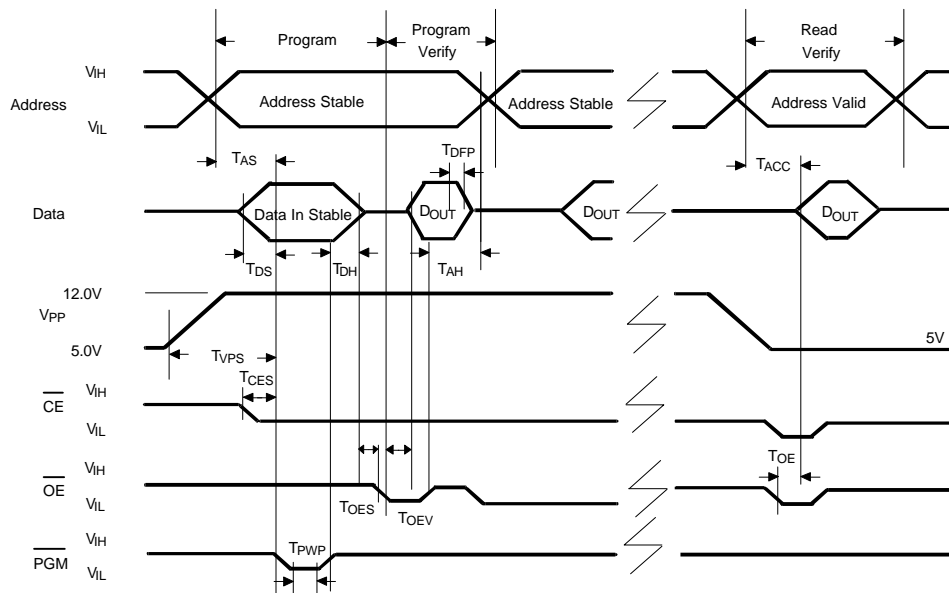 Program
Program
Verify
Read
Verify
VIH
Address
Address Stable
Address Stable
Address Valid
VIL
TAS
TDFP
TACC
Data
Data In Stable
DOUT
DOUT
DOUT
TDS
TDH
TAH
12.0V
VPP
5.0V
5V
TVPS
TCES
VIH
CE
VIL
VIH
TOE
OE
VIL
TOES
TOEV
VIH
TPWP
PGM
VIL